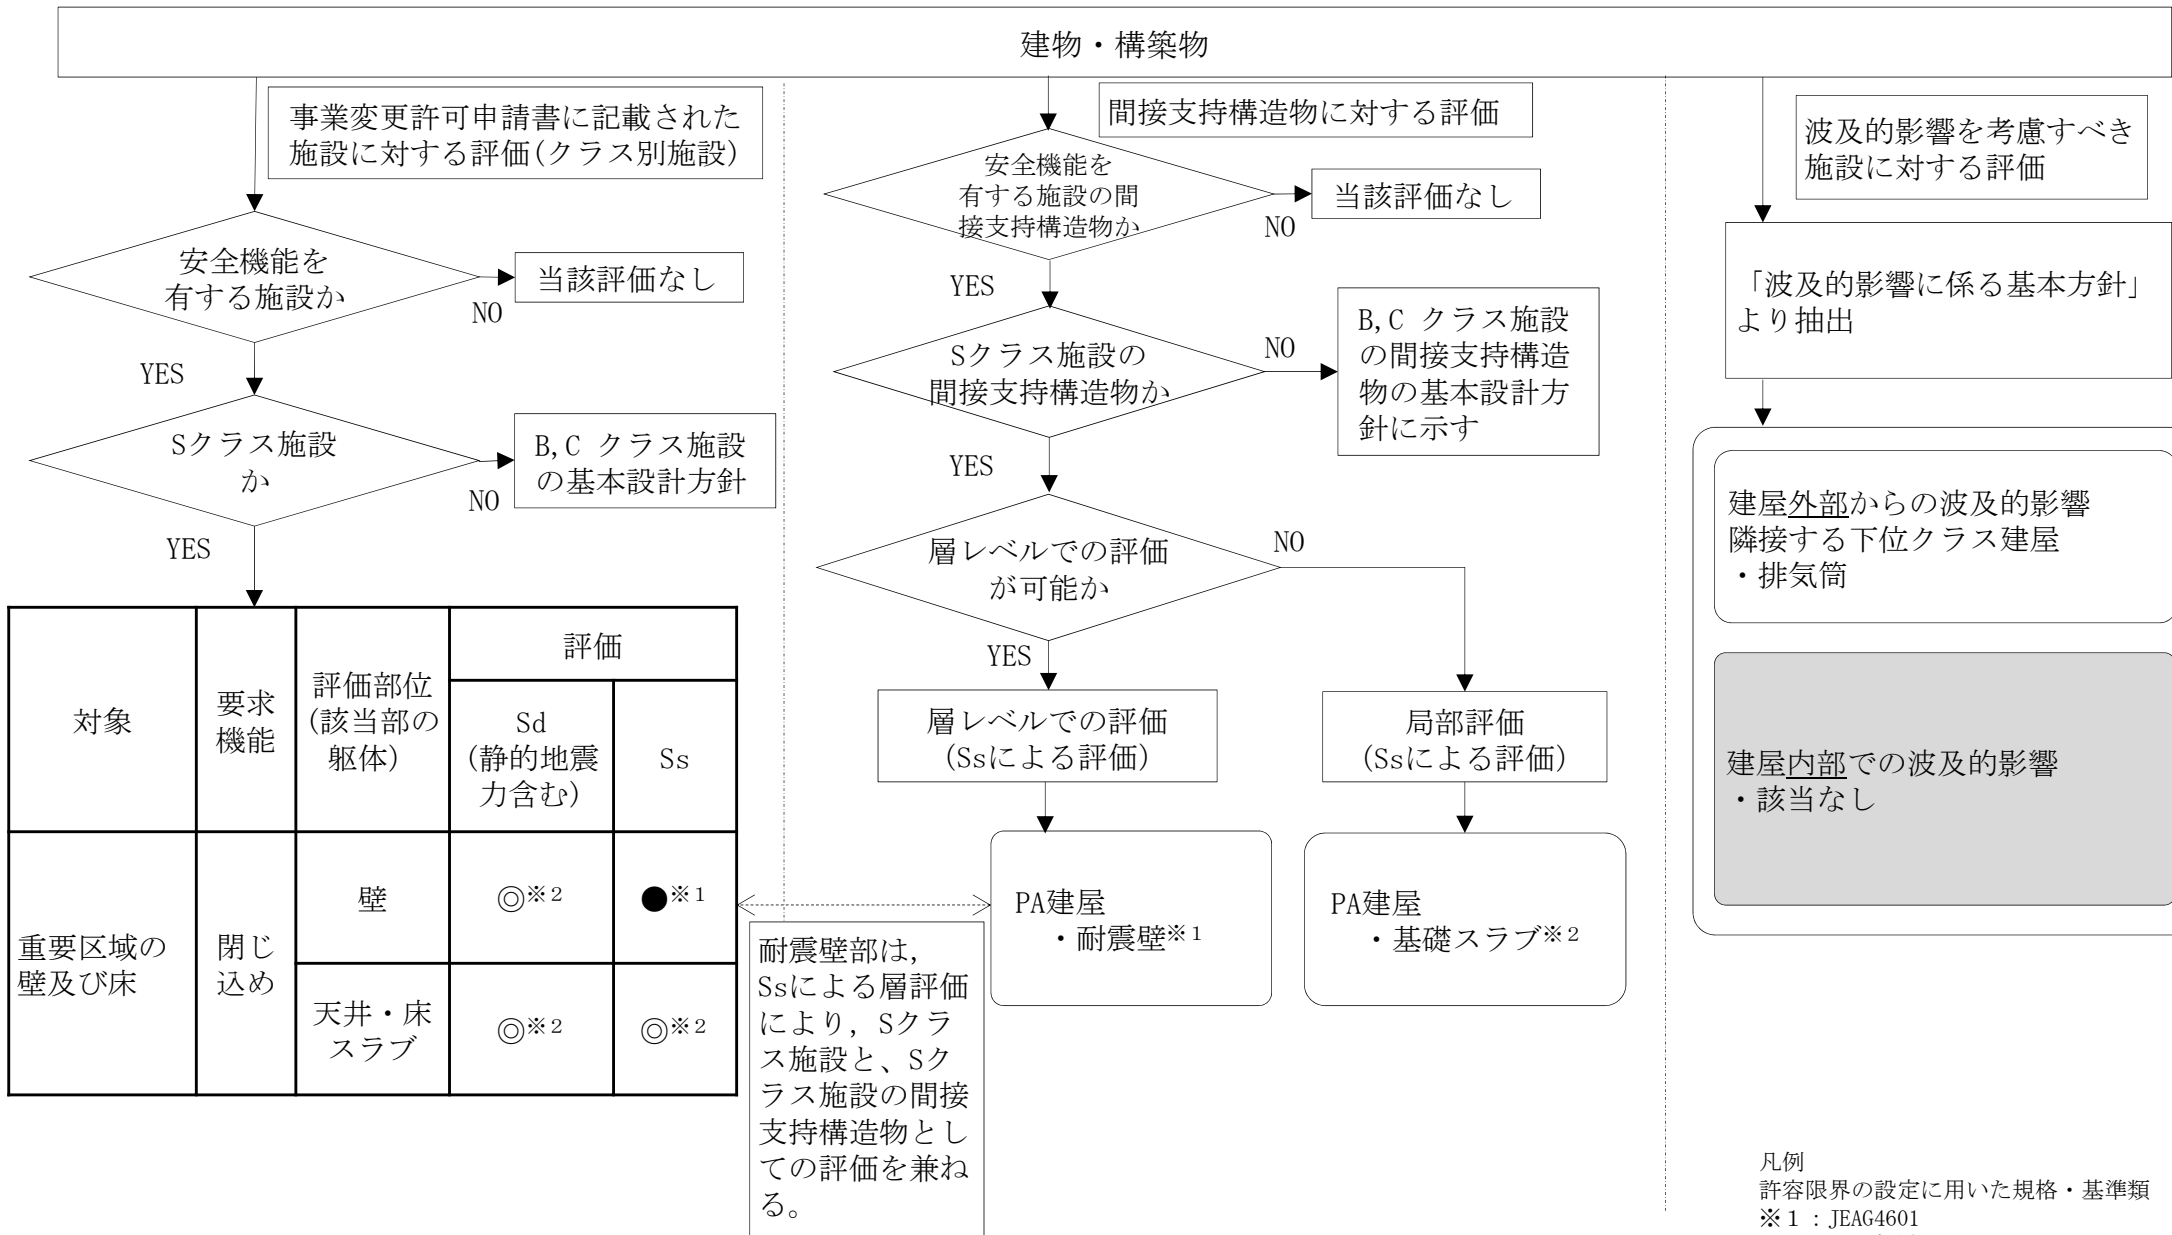 建物・構築物
事業変更許可申請書に記載された
施設に対する評価(クラス別施設)
安全機能を
有する施設か
NO
当該評価なし
YES
Sクラス施設
か
NO
B,C クラス施設
の基本設計方針
YES
対象
要求
機能
評価部位
(該当部の
躯体)
評価
Sd
(静的地震
力含む)
Ss
重要区域の
壁及び床
閉じ
込め
壁
◎※2
●※1
天井・床
スラブ
◎※2
◎※2
間接支持構造物に対する評価
安全機能を
有する施設の間
接支持構造物か
NO
当該評価なし
YES
Sクラス施設の
間接支持構造物か
NO
B,C クラス施設
の間接支持構造
物の基本設計方
針に示す
YES
層レベルでの評価
が可能か
NO
YES
層レベルでの評価
(Ssによる評価)
局部評価
(Ssによる評価)
PA建屋
・耐震壁※1
PA建屋
・基礎スラブ※2
耐震壁部は,
Ssによる層評価
により, Sクラ
ス施設と、Sク
ラス施設の間接
支持構造物とし
ての評価を兼ね
る。
波及的影響を考慮すべき
施設に対する評価
「波及的影響に係る基本方針」
より抽出
建屋外部からの波及的影響
隣接する下位クラス建屋
・排気筒
建屋内部での波及的影響
・該当なし
凡例
許容限界の設定に用いた規格・基準類
※1：JEAG4601